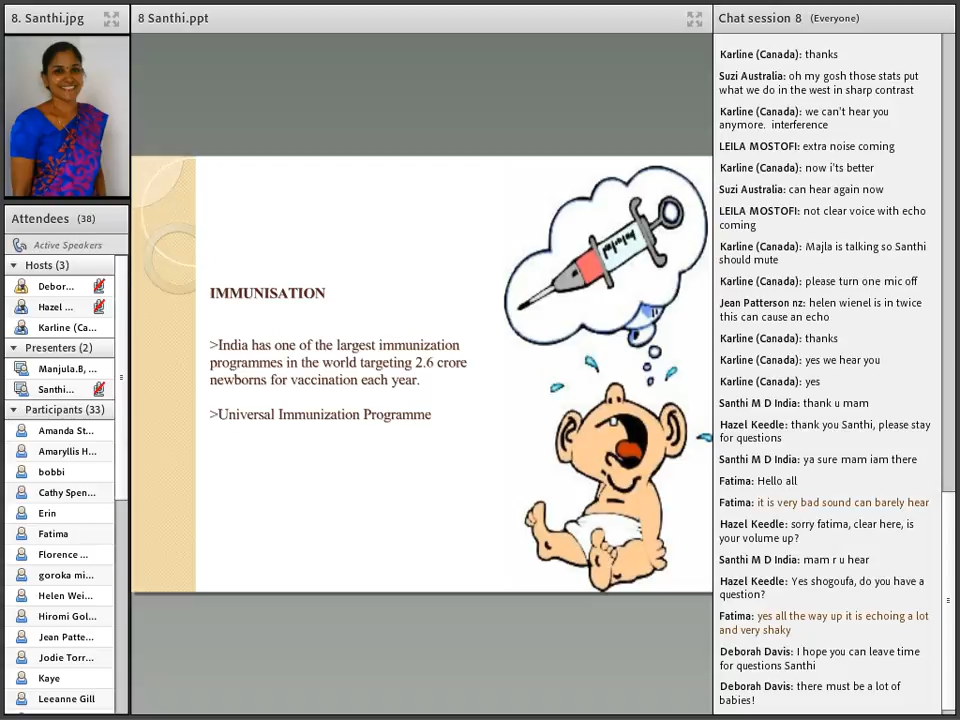 8. Santhi.jpg
8 Santhi.ppt
Chat session 8 (Everyone)
Attendees (38)
Active Speakers
Hosts (3)
Debor...
Hazel ...
Karline (Ca...
Presenters (2)
Manjula.B, ...
Santhi...
Participants (33)
Amanda St...
Amaryllis H...
bobbi
Cathy Spen...
Erin
Fatima
Florence ...
goroka mi...
Helen Wei...
Hiromi Gol...
Jean Patte...
Jodie Torr...
Kaye
Leeanne Gill
IMMUNISATION
>India has one of the largest immunization
programmes in the world targeting 2.6 crore
newborns for vaccination each year.
>Universal Immunization Programme
Karline (Canada): thanks
Suzi Australia: oh my gosh those stats put
what we do in the west in sharp contrast
Karline (Canada): we can't hear you
anymore. interference
LEILA MOSTOFI: extra noise coming
Karline (Canada): now i'ts better
Suzi Australia: can hear again now
LEILA MOSTOFI: not clear voice with echo
coming
Karline (Canada): Majla is talking so Santhi
should mute
Karline (Canada): please turn one mic off
Jean Patterson nz: helen wienel is in twice
this can cause an echo
Karline (Canada): thanks
Karline (Canada): yes we hear you
Karline (Canada): yes
Santhi M D India: thank u mam
Hazel Keedle: thank you Santhi, please stay
for questions
Santhi M D India: ya sure mam iam there
Fatima: Hello all
Fatima: it is very bad sound can barely hear
Hazel Keedle: sorry fatima, clear here, is
your volume up?
Santhi M D India: mam r u hear
Hazel Keedle: Yes shogoufa, do you have a
question?
Fatima: yes all the way up it is echoing a lot
and very shaky
Deborah Davis: I hope you can leave time
for questions Santhi
Deborah Davis: there must be a lot of
babies!